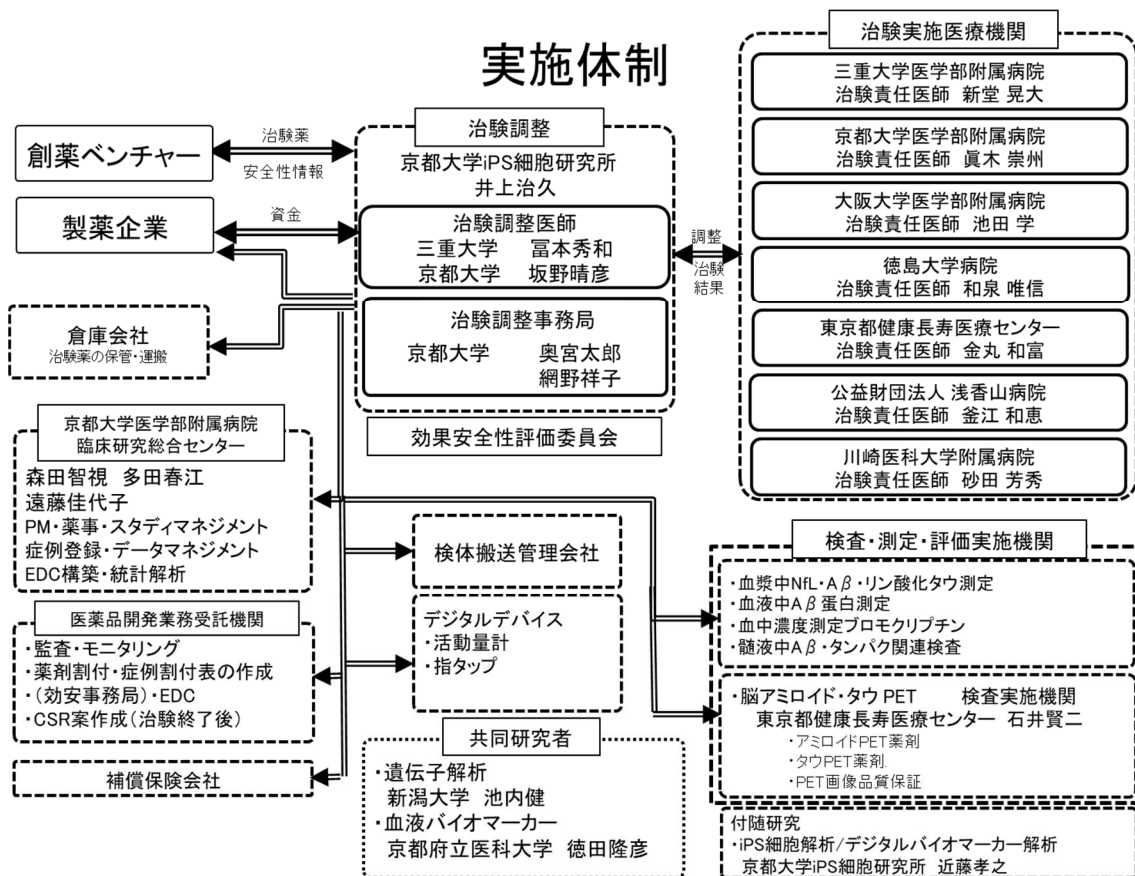 実施体制
創薬ベンチャー
治験薬
安全性情報
製薬企業
資金
倉庫会社
治験薬の保管・運搬
治験調整
京都大学iPS細胞研究所
井上治久
治験調整医師
三重大学 冨本秀和
京都大学 坂野晴彦
治験調整事務局
京都大学 奥宮太郎
網野祥子
効果安全性評価委員会
調整
治験
結果
治験実施医療機関
三重大学医学部附属病院
治験責任医師 新堂 晃大
京都大学医学部附属病院
治験責任医師 眞木 崇州
大阪大学医学部附属病院
治験責任医師 池田 学
徳島大学病院
治験責任医師 和泉 唯信
東京都健康長寿医療センター
治験責任医師 金丸 和富
公益財団法人 浅香山病院
治験責任医師 釜江 和恵
川崎医科大学附属病院
治験責任医師 砂田 芳秀
京都大学医学部附属病院
臨床研究総合センター
森田智視 多田春江
遠藤佳代子
PM・薬事・スタディマネジメント
症例登録・データマネジメント
EDC構築・統計解析
医薬品開発業務受託機関
・監査・モニタリング
・薬剤割付・症例割付表の作成
・(効安事務局)・EDC
・CSR案作成(治験終了後)
補償保険会社
検体搬送管理会社
デジタルデバイス
・活動量計
・指タップ
共同研究者
・遺伝子解析
新潟大学 池内健
・血液バイオマーカー
京都府立医科大学 徳田隆彦
検査・測定・評価実施機関
・血漿中NfL・Aβ・リン酸化タウ測定
・血液中Aβ蛋白測定
・血中濃度測定ブロモクリプチン
・髄液中Aβ・タンパク関連検査
・脳アミロイド・タウPET 検査実施機関
東京都健康長寿医療センター 石井賢二
・アミロイドPET薬剤
・タウPET薬剤.
・PET画像品質保証
付随研究
・iPS細胞解析/デジタルバイオマーカー解析
京都大学iPS細胞研究所 近藤孝之